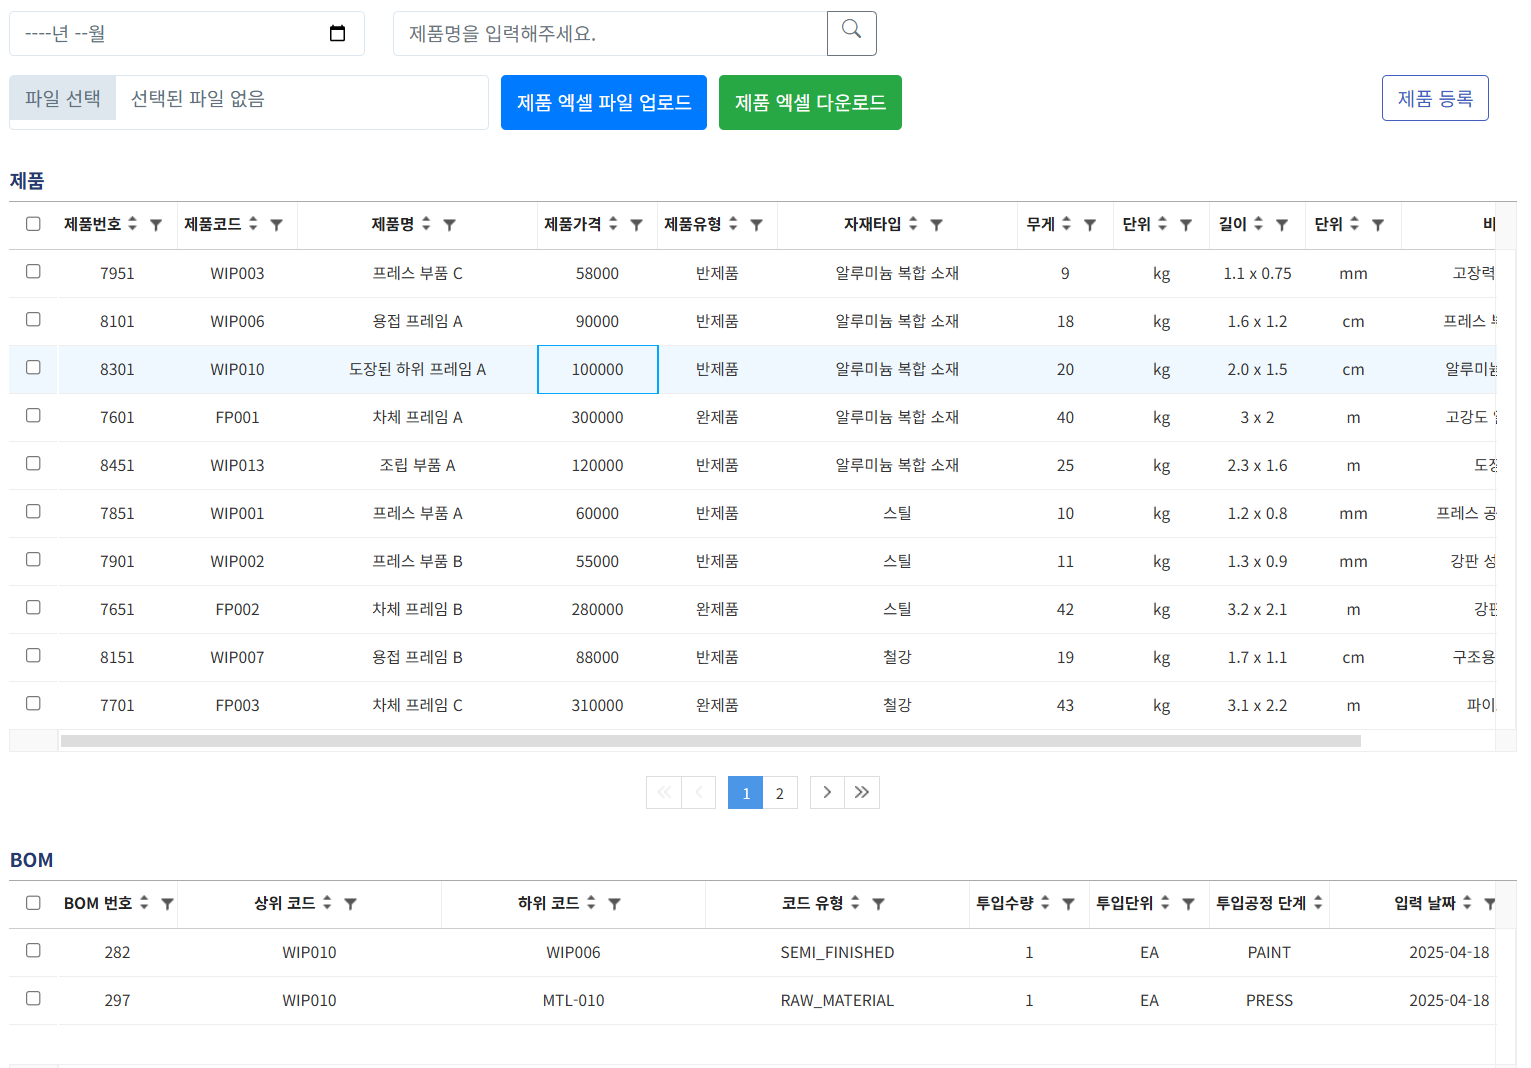 ----년 --월
제품명을 입력해주세요.
파일 선택 선택된 파일 없음 제품 엑셀 파일 업로드 제품 엑셀 다운로드 제품 등록
제품
제품번호 제품코드 제품명 제품가격 제품유형 자재타입 무게 단위 길이 단위
7951 WIP003 프레스 부품 C 58000 반제품 알루미늄 복합 소재 9 kg 1.1 x 0.75 mm 고장력
8101 WIP006 용접 프레임 A 90000 반제품 알루미늄 복합 소재 18 kg 1.6 x 1.2 cm 프레스
8301 WIP010 도장된 하위 프레임 A 100000 반제품 알루미늄 복합 소재 20 kg 2.0 x 1.5 cm 알루미늄
7601 FP001 차체 프레임 A 300000 완제품 알루미늄 복합 소재 40 kg 3 x 2 m 고강도
8451 WIP013 조립 부품 A 120000 반제품 알루미늄 복합 소재 25 kg 2.3 x 1.6 m
7851 WIP001 프레스 부품 A 60000 반제품 스틸 10 kg 1.2 x 0.8 mm 프레스
7901 WIP002 프레스 부품 B 55000 반제품 스틸 11 kg 1.3 x 0.9 mm 강판 성
7651 FP002 차체 프레임 B 280000 완제품 스틸 42 kg 3.2 x 2.1 m
8151 WIP007 용접 프레임 B 88000 반제품 철강 19 kg 1.7 x 1.1 cm 구조용
7701 FP003 차체 프레임 C 310000 완제품 철강 43 kg 3.1 x 2.2 m 파이
1 2
BOM
BOM 번호 상위 코드 하위 코드 코드 유형 투입수량 투입단위 투입공정 단계 입력 날짜
282 WIP010 WIP006 SEMI_FINISHED 1 EA PAINT 2025-04-18
297 WIP010 MTL-010 RAW_MATERIAL 1 EA PRESS 2025-04-18